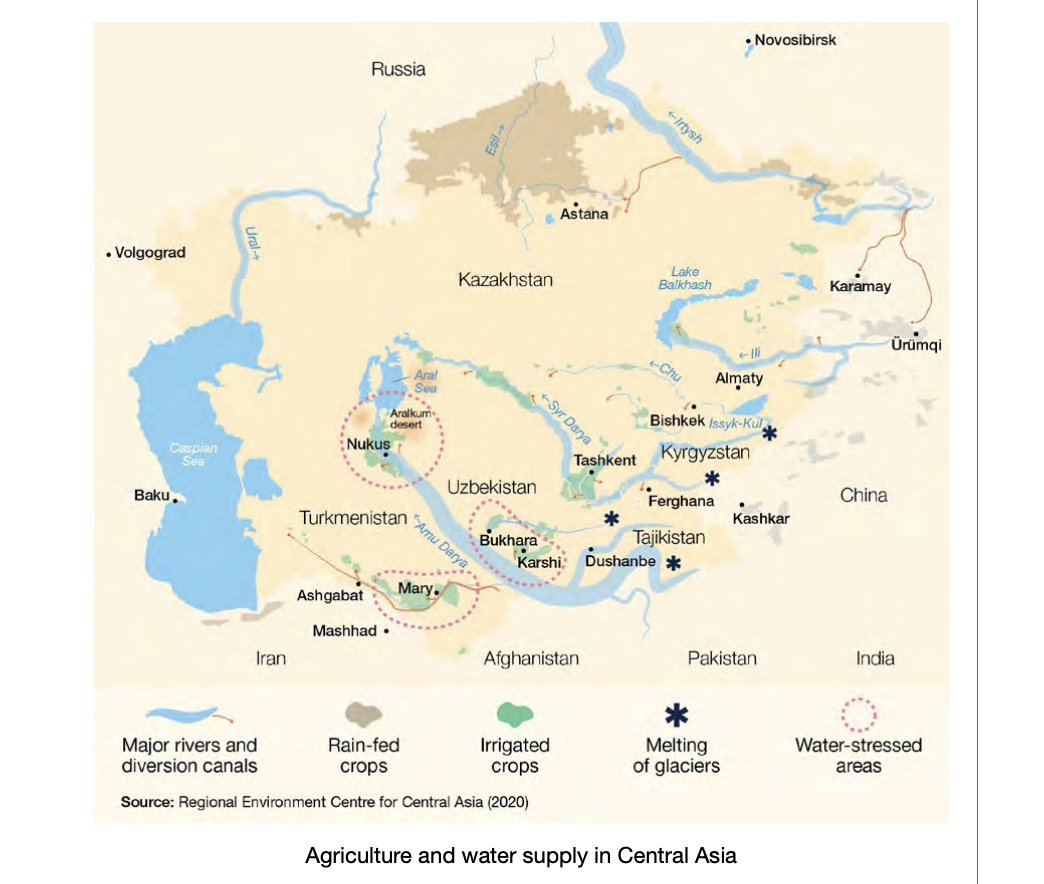 Novosibirsk
Russia
←Irtysh
Esil→
Astana
Ural→
Volgograd
Kazakhstan
Lake
Balkhash
Karamay
Ürümqi
←Ili
←Chu
Almaty
Aral
Sea
Aralkum
desert
←Syr Darya
Bishkek
Issyk-Kul
Nukus
Kyrgyzstan
Caspian
Sea
Tashkent
Uzbekistan
Baku
Ferghana
China
Kashkar
Turkmenistan
←Amu Darya
Bukhara
Tajikistan
Karshi
Dushanbe
Ashgabat
Mary
Mashhad
Iran
Afghanistan
Pakistan
India
Major rivers and
diversion canals
Rain-fed
crops
Irrigated
crops
Melting
of glaciers
Water-stressed
areas
Source: Regional Environment Centre for Central Asia (2020)
Agriculture and water supply in Central Asia